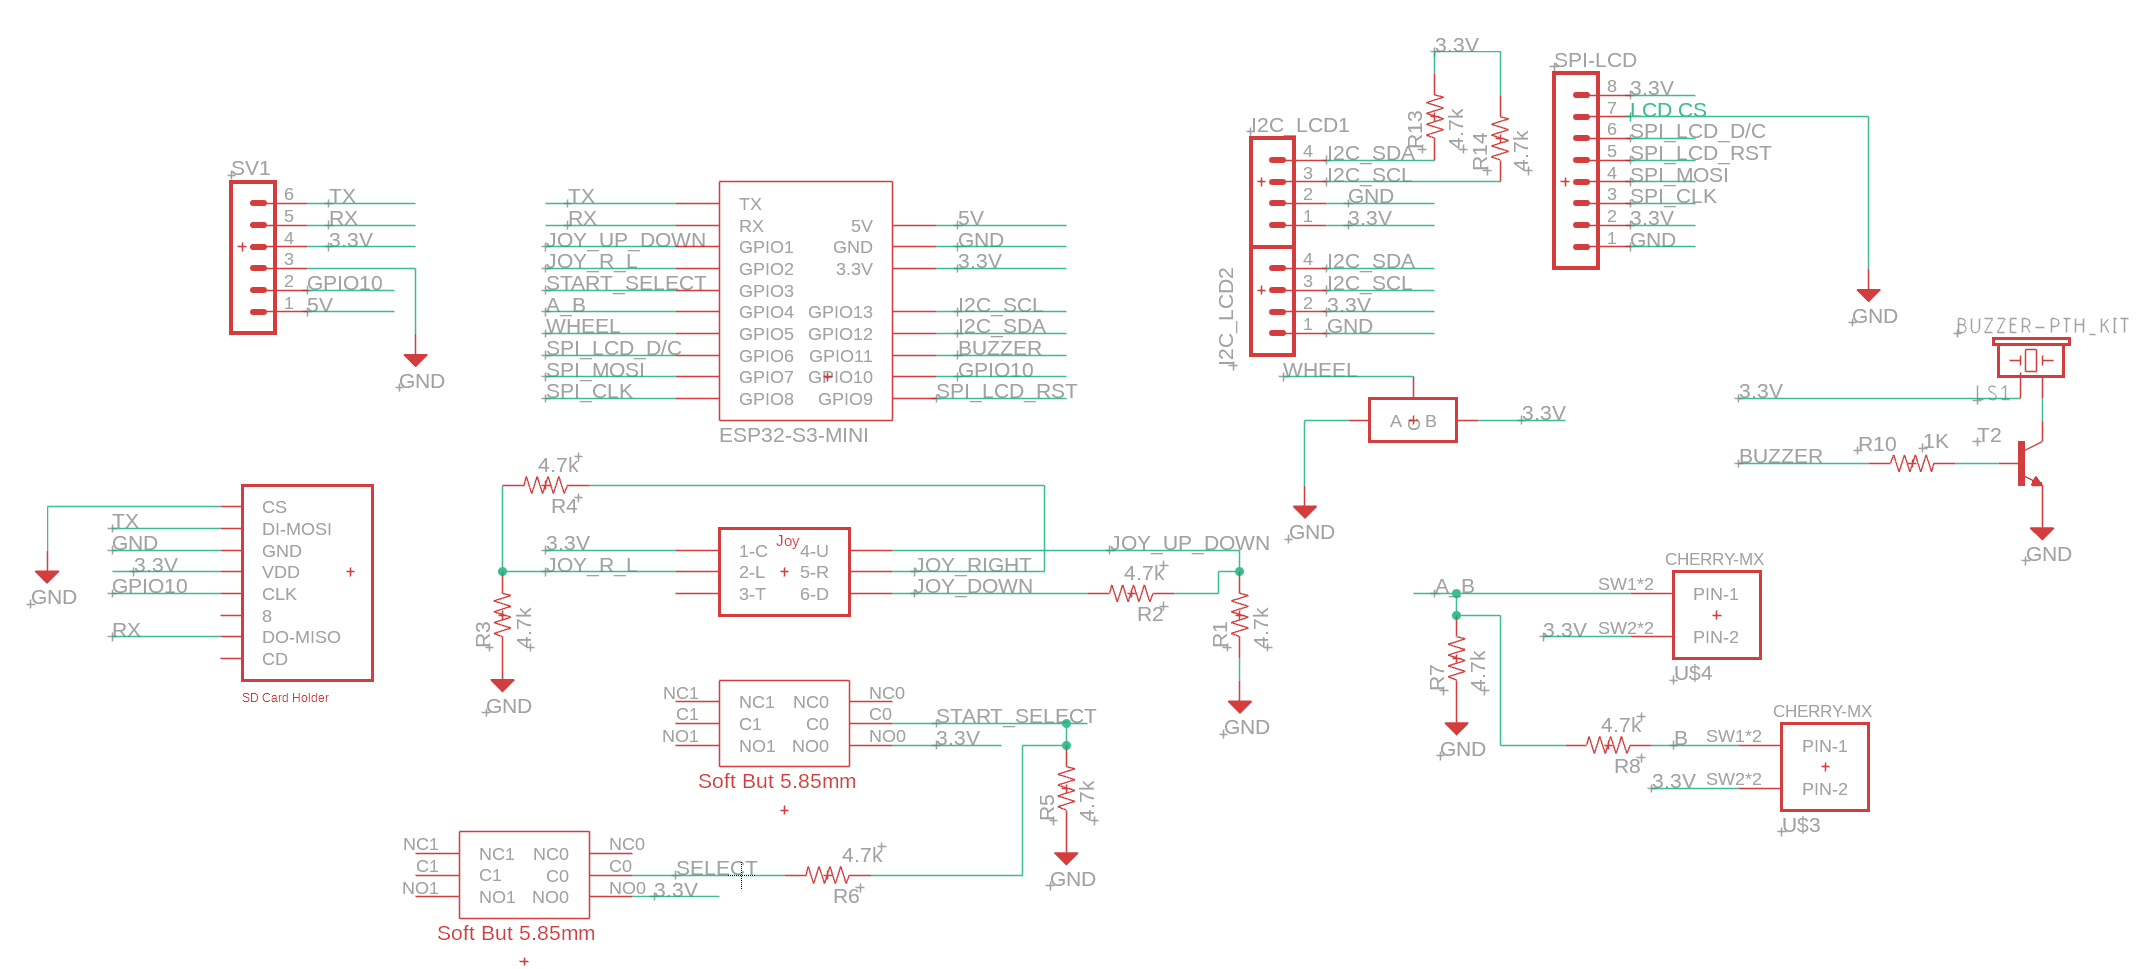 SV1
6 TX
5 RX
4 3.3V
3
2 GPIO10
1 5V
GND
TX
RX
JOY_UP_DOWN
JOY_R_L
START_SELECT
A_B
WHEEL
SPI_LCD_D/C
SPI_MOSI
SPI_CLK
TX
RX 5V
GPIO1 GND
GPIO2 3.3V
GPIO3
GPIO4 GPIO13
GPIO5 GPIO12
GPIO6 GPIO11
GPIO7 GPIO10
GPIO8 GPIO9
5V
GND
3.3V
I2C_SCL
I2C_SDA
BUZZER
GPIO10
SPI_LCD_RST
ESP32-S3-MINI
3.3V
R13 4.7k
R14 4.7k
I2C_LCD1
4 I2C_SDA
3 I2C_SCL
2 GND
1 3.3V
I2C_LCD2
4 I2C_SDA
3 I2C_SCL
2 3.3V
1 GND
SPI-LCD
8 3.3V
7 LCD CS
6 SPI_LCD_D/C
5 SPI_LCD_RST
4 SPI_MOSI
3 SPI_CLK
2 3.3V
1 GND
GND
WHEEL
A G B
3.3V
GND
BUZZER-PTH_KIT
3.3V
LS1
BUZZER
R10 1K
T2
GND
CS
TX DI-MOSI
GND GND
3.3V VDD
GPIO10 CLK
8
RX DO-MISO
CD
GND
SD Card Holder
4.7k
R4
3.3V
JOY_R_L
Joy
1-C 4-U
2-L 5-R
3-T 6-D
JOY_UP_DOWN
JOY_RIGHT
JOY_DOWN
4.7k
R2
R3 4.7k
GND
R1 4.7k
GND
NC1 NC1 NC0 NC0
C1 C1 C0 C0 START_SELECT
NO1 NO1 NO0 NO0 3.3V
Soft But 5.85mm
R5 4.7k
GND
NC1 NC1 NC0 NC0
C1 C1 C0 C0 SELECT
NO1 NO1 NO0 NO0 3.3V
4.7k
R6
Soft But 5.85mm
CHERRY-MX
A_B SW1*2 PIN-1
3.3V SW2*2 PIN-2
U$4
R7 4.7k
GND
CHERRY-MX
4.7k
R8
B SW1*2 PIN-1
3.3V SW2*2 PIN-2
U$3